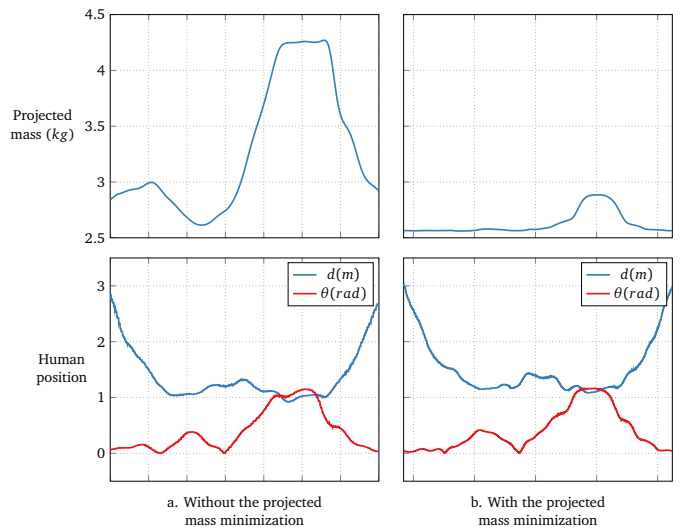 4.5
4
3.5
3
2.5
Projected
mass (kg)
d(m)
θ(rad)
d(m)
θ(rad)
3
2
1
0
Human
position
a. Without the projected
mass minimization
b. With the projected
mass minimization